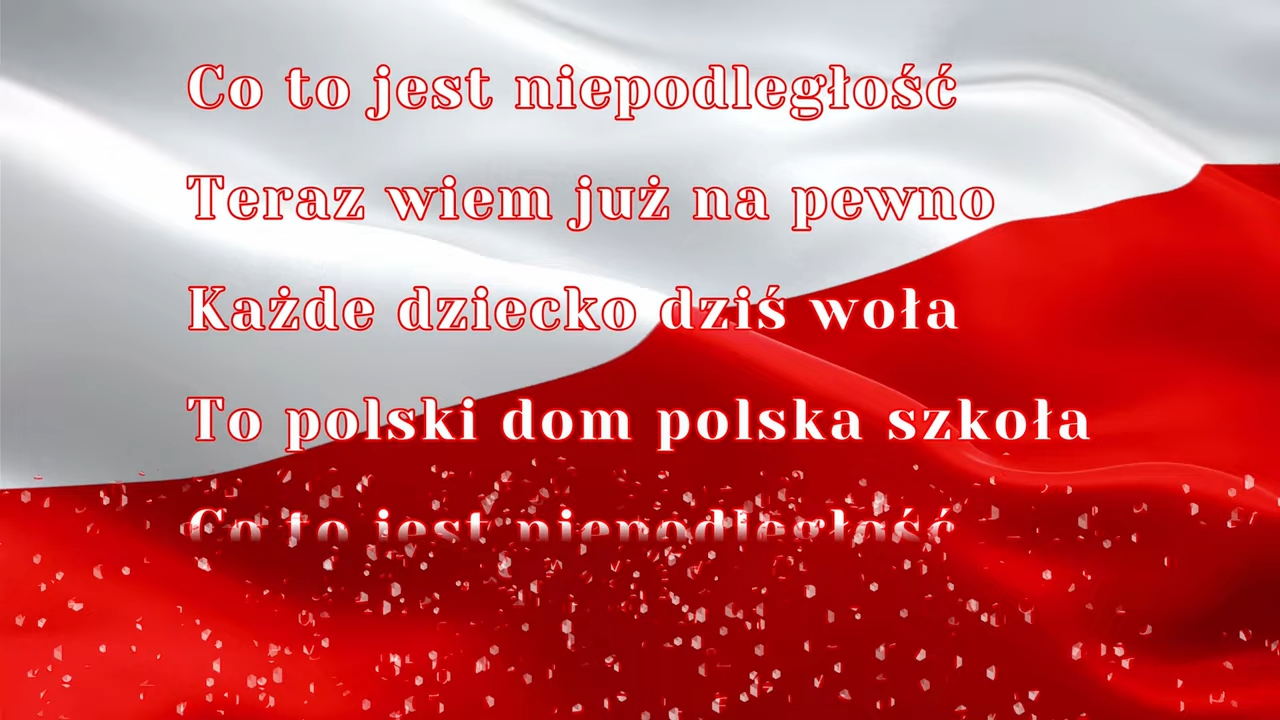 Co to jest niepodległość
Teraz wiem już na pewno
Każde dziecko dziś woła
To polski dom polska szkoła
Co to jest niepodległość